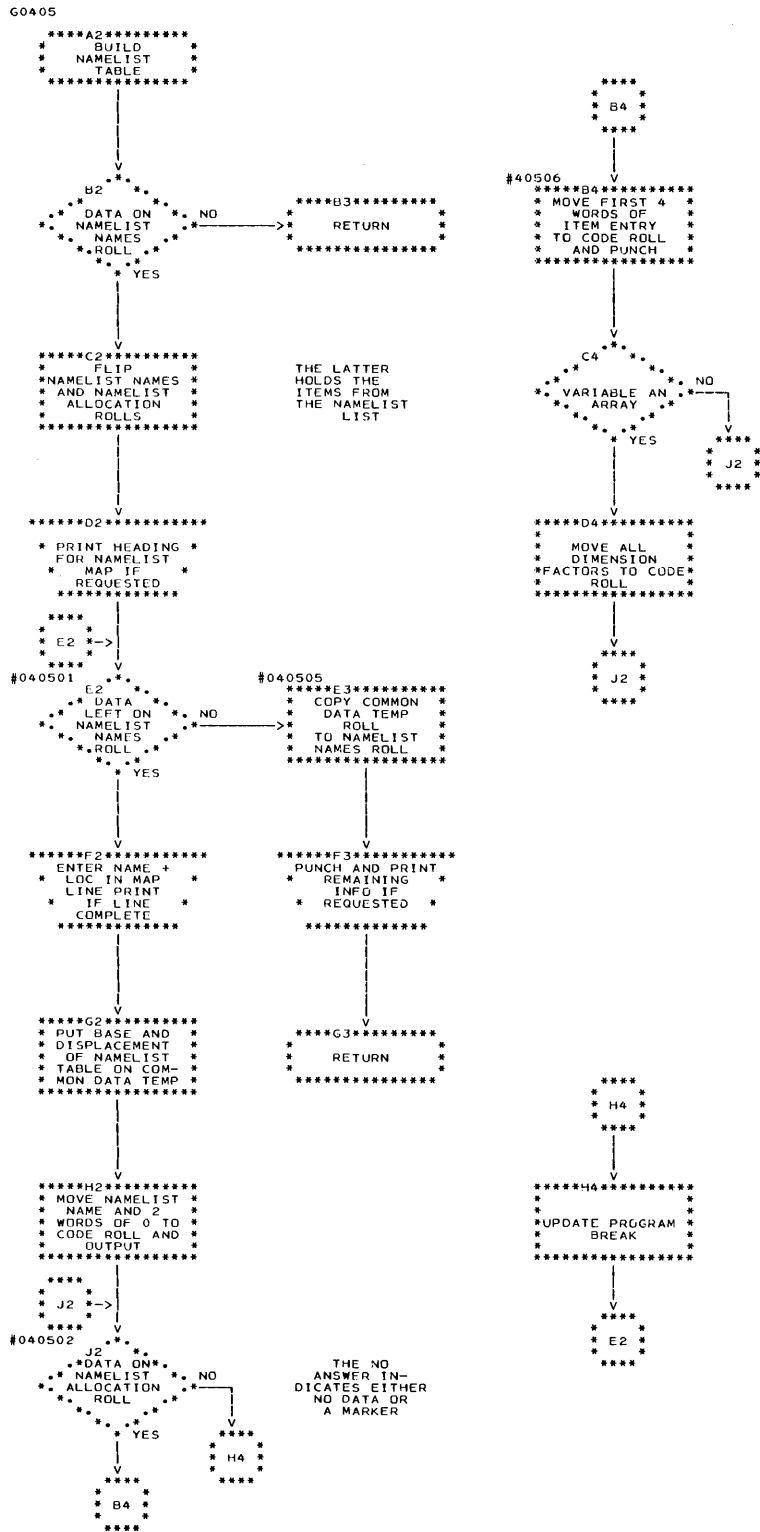 G0405
A2
BUILD
NAMELIST
TABLE
B2
DATA ON
NAMELIST
NAMES
ROLL
NO
YES
B3
RETURN
C2
FLIP
NAMELIST NAMES
AND NAMELIST
ALLOCATION
ROLLS
THE LATTER
HOLDS THE
ITEMS FROM
THE NAMELIST
LIST
D2
PRINT HEADING
FOR NAMELIST
MAP IF
REQUESTED
E2
#040501
E2
DATA
LEFT ON
NAMELIST
NAMES
ROLL
NO
YES
#040505
E3
COPY COMMON
DATA TEMP
ROLL
TO NAMELIST
NAMES ROLL
F2
ENTER NAME +
LOC IN MAP
LINE PRINT
IF LINE
COMPLETE
F3
PUNCH AND PRINT
REMAINING
INFO IF
REQUESTED
G2
PUT BASE AND
DISPLACEMENT
OF NAMELIST
TABLE ON COM-
MON DATA TEMP
G3
RETURN
H2
MOVE NAMELIST
NAME AND 2
WORDS OF 0 TO
CODE ROLL AND
OUTPUT
J2
#040502
J2
DATA ON
NAMELIST
ALLOCATION
ROLL
NO
YES
H4
B4
THE NO
ANSWER IN-
DICATES EITHER
NO DATA OR
A MARKER
B4
#40506
B4
MOVE FIRST 4
WORDS OF
ITEM ENTRY
TO CODE ROLL
AND PUNCH
C4
VARIABLE AN
ARRAY
NO
YES
J2
D4
MOVE ALL
DIMENSION
FACTORS TO CODE
ROLL
J2
H4
H4
UPDATE PROGRAM
BREAK
E2